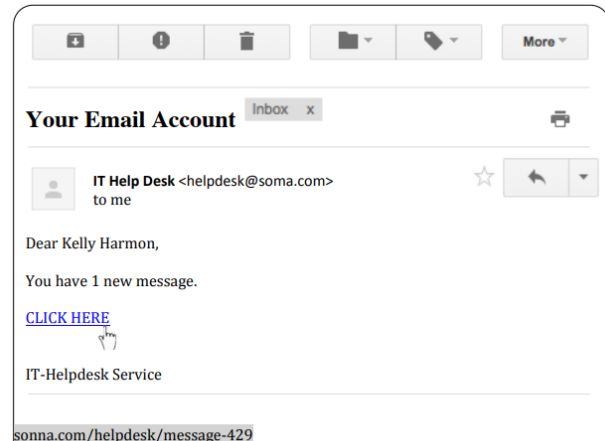 More
Your Email Account Inbox x
IT Help Desk <helpdesk@soma.com>
to me
Dear Kelly Harmon,
You have 1 new message.
CLICK HERE
IT-Helpdesk Service
sonna.com/helpdesk/message-429